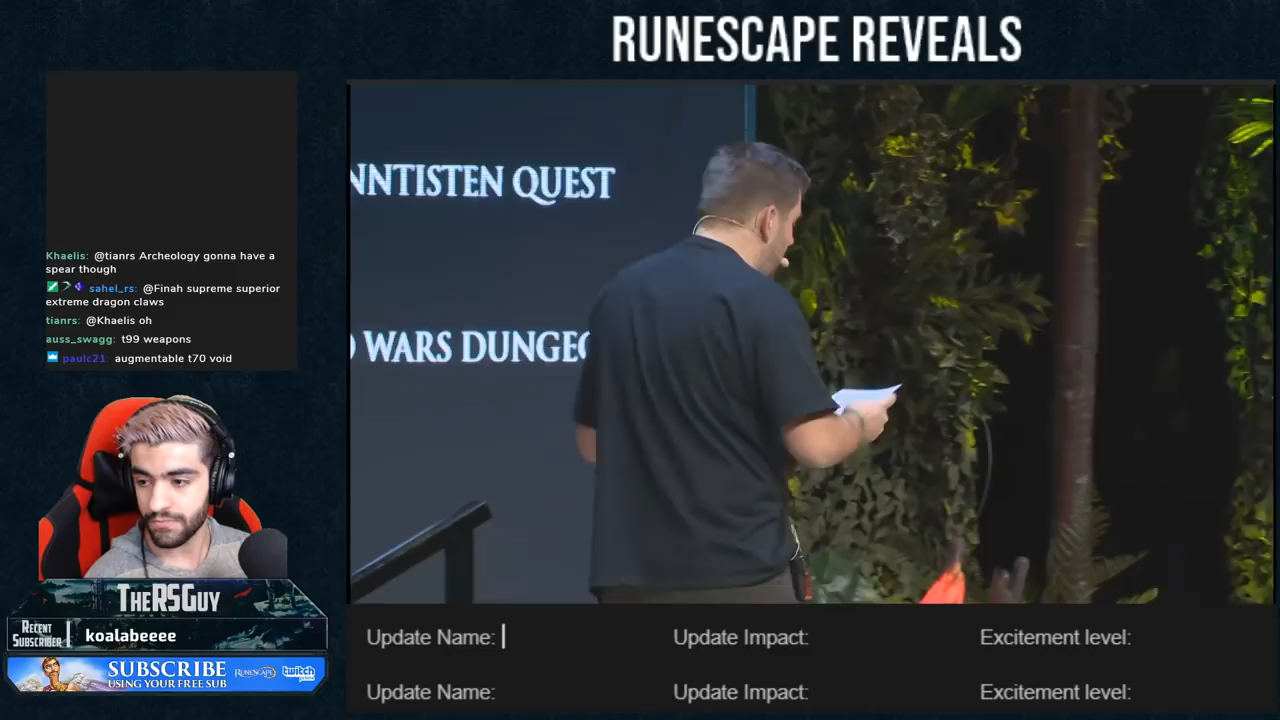 RUNESCAPE REVEALS
NNTISTEN QUEST
WARS DUNGEO
Khaelis: @tianrs Archeology gonna have a
spear though
sahel_rs: @Finah supreme superior
extreme dragon claws
tianrs: @Khaelis oh
auss_swagg: t99 weapons
paulc21: augmentable t70 void
THERSGUY
RECENT
SUBSCRIBER
koalabeeee
SUBSCRIBE
USING YOUR FREE SUB
RUNESCAPE
twitch
prime
Update Name: Update Impact: Excitement level:
Update Name: Update Impact: Excitement level: